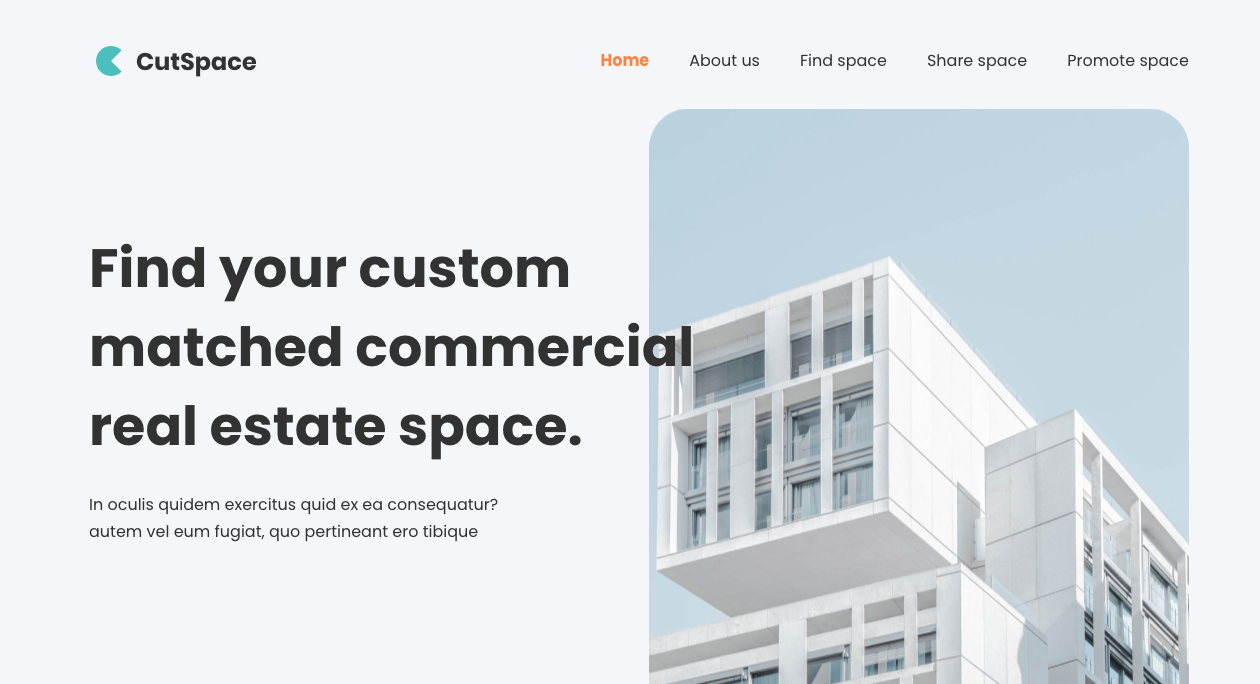 CutSpace
Home About us Find space Share space Promote space
Find your custom
matched commercial
real estate space.
In oculis quidem exercitus quid ex ea consequatur?
autem vel eum fugiat, quo pertineant ero tibique